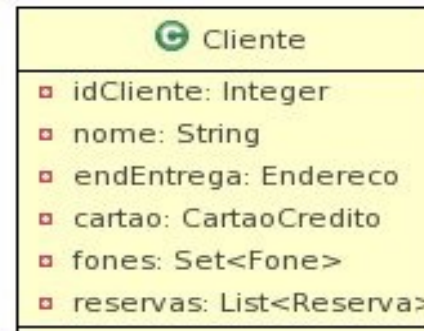 C Cliente
idCliente: Integer
nome: String
endEntrega: Endereco
cartao: CartaoCredito
fones: Set<Fone>
reservas: List<Reserva>